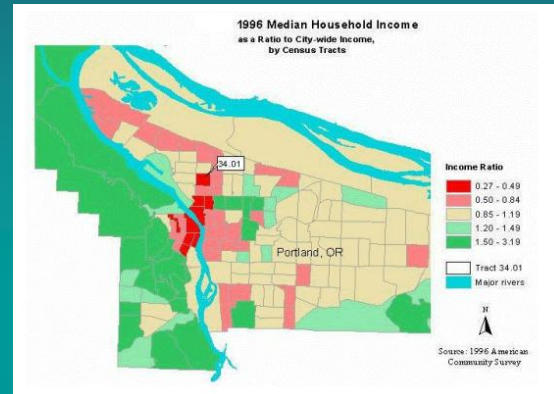 1996 Median Household Income
as a Ratio to City-wide Income,
by Census Tracts
34.01
Portland, OR
Income Ratio
0.27 - 0.49
0.50 - 0.84
0.85 - 1.19
1.20 - 1.49
1.50 - 3.19
Tract 34.01
Major rivers
N
Source: 1996 American
Community Survey